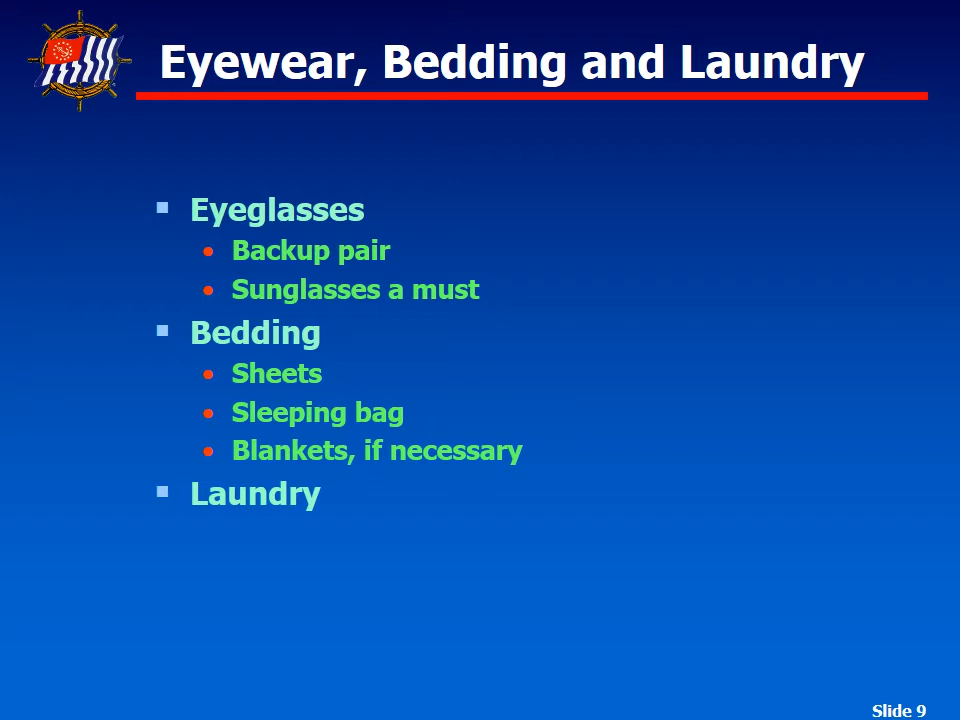 Eyewear, Bedding and Laundry
Eyeglasses
Backup pair
Sunglasses a must
Bedding
Sheets
Sleeping bag
Blankets, if necessary
Laundry
Slide 9